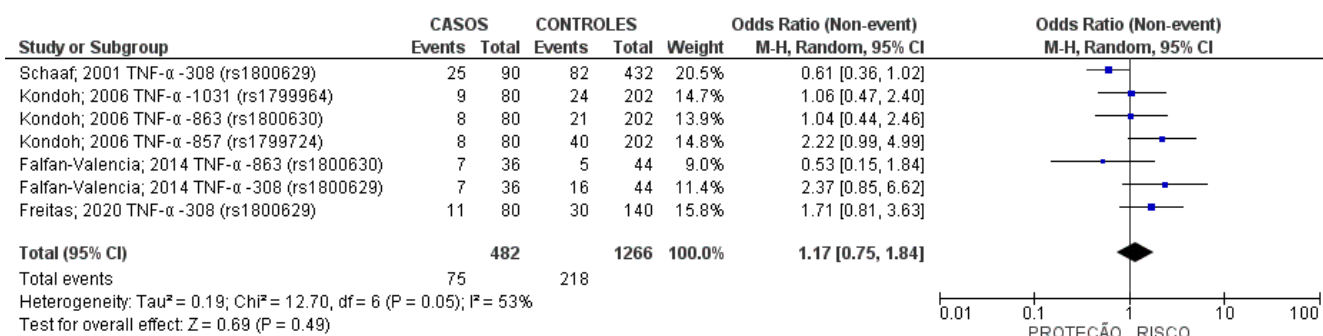 CASOS CONTROLES Odds Ratio (Non-event) Odds Ratio (Non-event)
Study or Subgroup Events Total Events Total Weight M-H, Random, 95% CI M-H, Random, 95% CI
Schaaf; 2001 TNF-α -308 (rs1800629) 25 90 82 432 20.5% 0.61 [0.36, 1.02]
Kondoh; 2006 TNF-α -1031 (rs1799964) 9 80 24 202 14.7% 1.06 [0.47, 2.40]
Kondoh; 2006 TNF-α -863 (rs1800630) 8 80 21 202 13.9% 1.04 [0.44, 2.46]
Kondoh; 2006 TNF-α -857 (rs1799724) 8 80 40 202 14.8% 2.22 [0.99, 4.99]
Falfan-Valencia; 2014 TNF-α -863 (rs1800630) 7 36 5 44 9.0% 0.53 [0.15, 1.84]
Falfan-Valencia; 2014 TNF-α -308 (rs1800629) 7 36 16 44 11.4% 2.37 [0.85, 6.62]
Freitas; 2020 TNF-α -308 (rs1800629) 11 80 30 140 15.8% 1.71 [0.81, 3.63]
Total (95% CI) 482 1266 100.0% 1.17 [0.75, 1.84]
Total events 75 218
Heterogeneity: Tau² = 0.19; Chi² = 12.70, df = 6 (P = 0.05); I² = 53%
Test for overall effect: Z = 0.69 (P = 0.49)
0.01 0.1 1 10 100
PROTEÇÃO RISCO